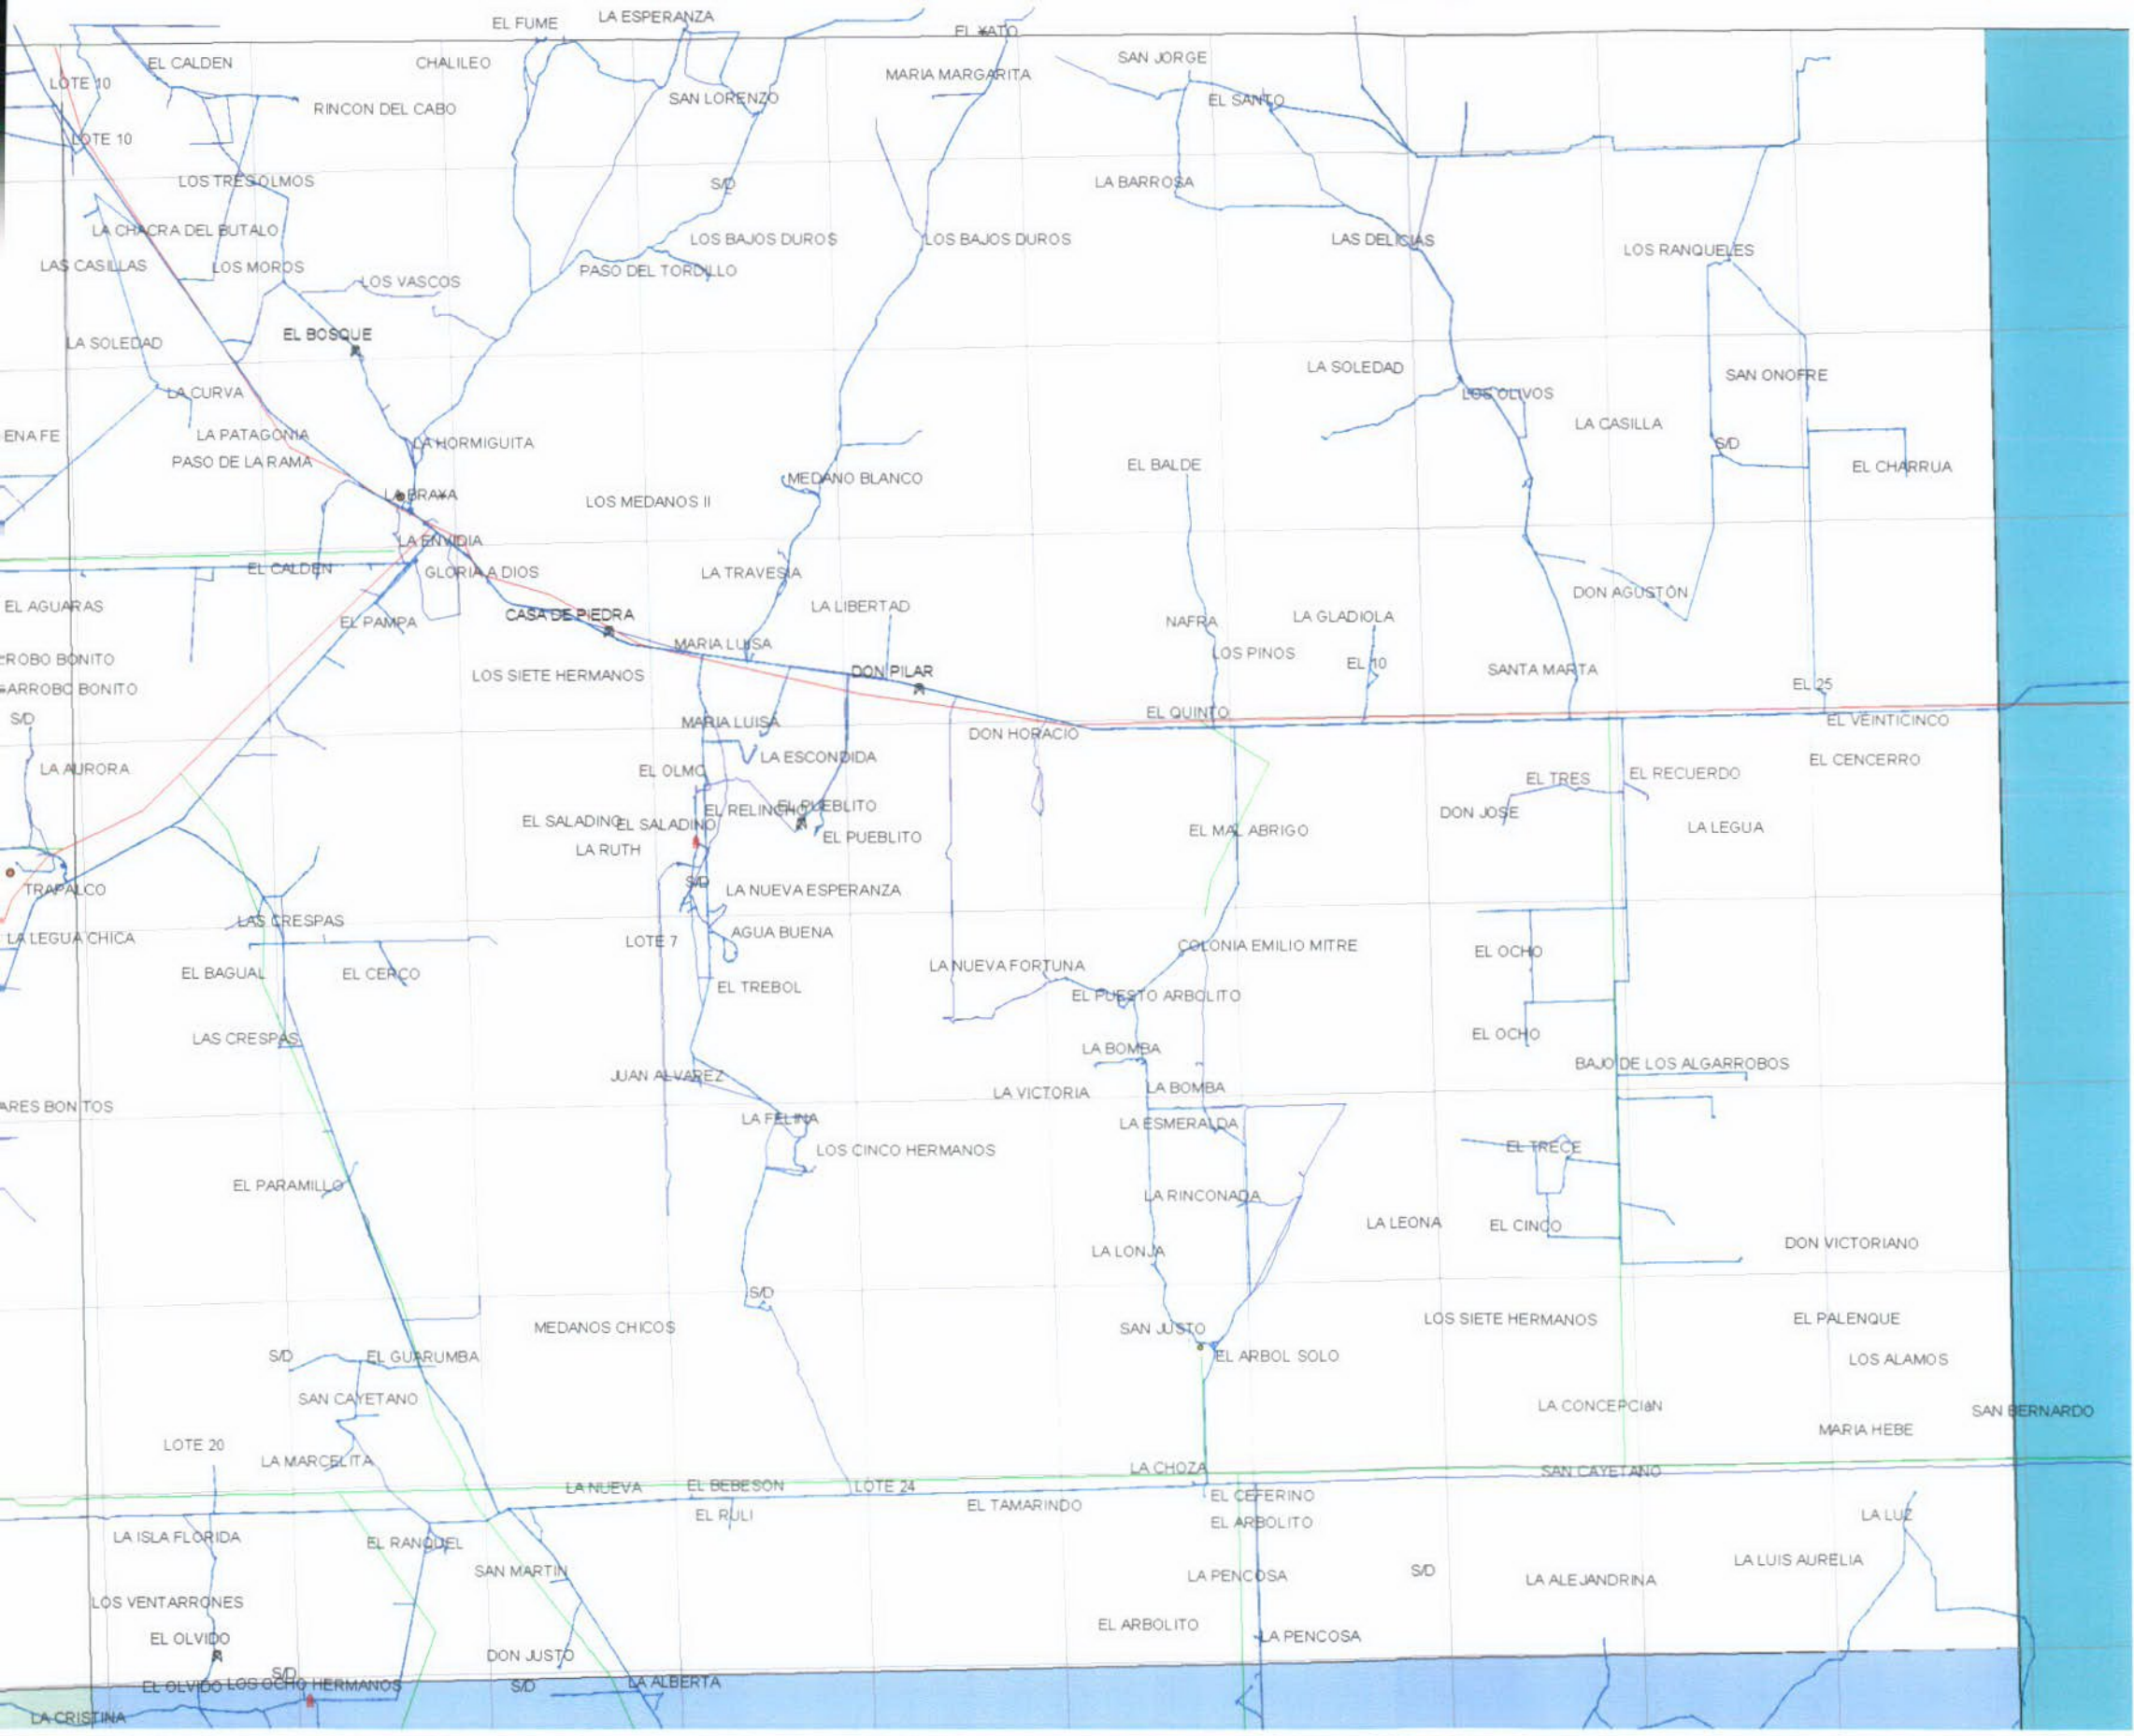 EL FUME
LA ESPERANZA
EL YATO
EL CALDEN
CHALILEO
SAN JORGE
LOTE 10
MARIA MARGARITA
RINCON DEL CABO
SAN LORENZO
EL SANTO
LOTE 10
LOS TRES OLMOS
S/D
LA BARROSA
LA CHACRA DEL BUTALO
LOS BAJOS DUROS
LOS BAJOS DUROS
LAS DELICIAS
LOS RANQUELES
LAS CASILLAS
LOS MOROS
LOS VASCOS
PASO DEL TORDILLO
EL BOSQUE
LA SOLEDAD
LA SOLEDAD
SAN ONOFRE
LA CURVA
LOS OLIVOS
LA CASILLA
ENA FE
LA PATAGONIA
LA HORMIGUITA
S/D
PASO DE LA RAMA
MEDANO BLANCO
EL BALDE
EL CHARRUA
LA BRAVA
LOS MEDANOS II
LA ENVIDIA
EL CALDEN
GLORIA A DIOS
LA TRAVESIA
DON AGUSTÖN
EL AGUARAS
EL PAMPA
CASA DE PIEDRA
LA LIBERTAD
NAFRA
LA GLADIOLA
MARIA LUISA
ROBO BONITO
LOS PINOS
EL 10
LOS SIETE HERMANOS
DON PILAR
SANTA MARTA
ARROBO BONITO
EL 25
S/D
MARIA LUISA
EL QUINTO
EL VEINTICINCO
DON HORACIO
LA AURORA
EL OLMO
LA ESCONDIDA
EL TRES
EL RECUERDO
EL CENCERRO
EL SALADINO
EL SALADINO
EL RELINCHO
EL PUEBLITO
EL PUEBLITO
EL MAL ABRIGO
DON JOSE
LA LEGUA
LA RUTH
TRAPALCO
S/D
LA NUEVA ESPERANZA
LAS CRESPAS
LA LEGUA CHICA
LOTE 7
AGUA BUENA
COLONIA EMILIO MITRE
EL OCHO
EL BAGUAL
EL CERCO
LA NUEVA FORTUNA
EL TREBOL
EL PUESTO ARBOLITO
LAS CRESPAS
EL OCHO
LA BOMBA
BAJO DE LOS ALGARROBOS
JUAN ALVAREZ
LA VICTORIA
LA BOMBA
ARES BONITOS
LA FELINA
LA ESMERALDA
LOS CINCO HERMANOS
EL TRECE
EL PARAMILLO
LA RINCONADA
LA LEONA
EL CINCO
LA LONJA
DON VICTORIANO
S/D
MEDANOS CHICOS
SAN JUSTO
LOS SIETE HERMANOS
EL PALENQUE
S/D
EL GUARUMBA
EL ARBOL SOLO
LOS ALAMOS
SAN CAYETANO
LA CONCEPCIàN
SAN BERNARDO
MARIA HEBE
LOTE 20
LA MARCELITA
LA CHOZA
SAN CAYETANO
LA NUEVA
EL BEBESON
LOTE 24
EL TAMARINDO
EL CEFERINO
EL RULI
LA LUZ
LA ISLA FLORIDA
EL RANQUEL
EL ARBOLITO
SAN MARTIN
LA PENCOSA
S/D
LA ALEJANDRINA
LA LUIS AURELIA
LOS VENTARRONES
EL ARBOLITO
EL OLVIDO
LA PENCOSA
DON JUSTO
S/D
EL OLVIDO
LOS OCHO HERMANOS
S/D
LA ALBERTA
LA CRISTINA